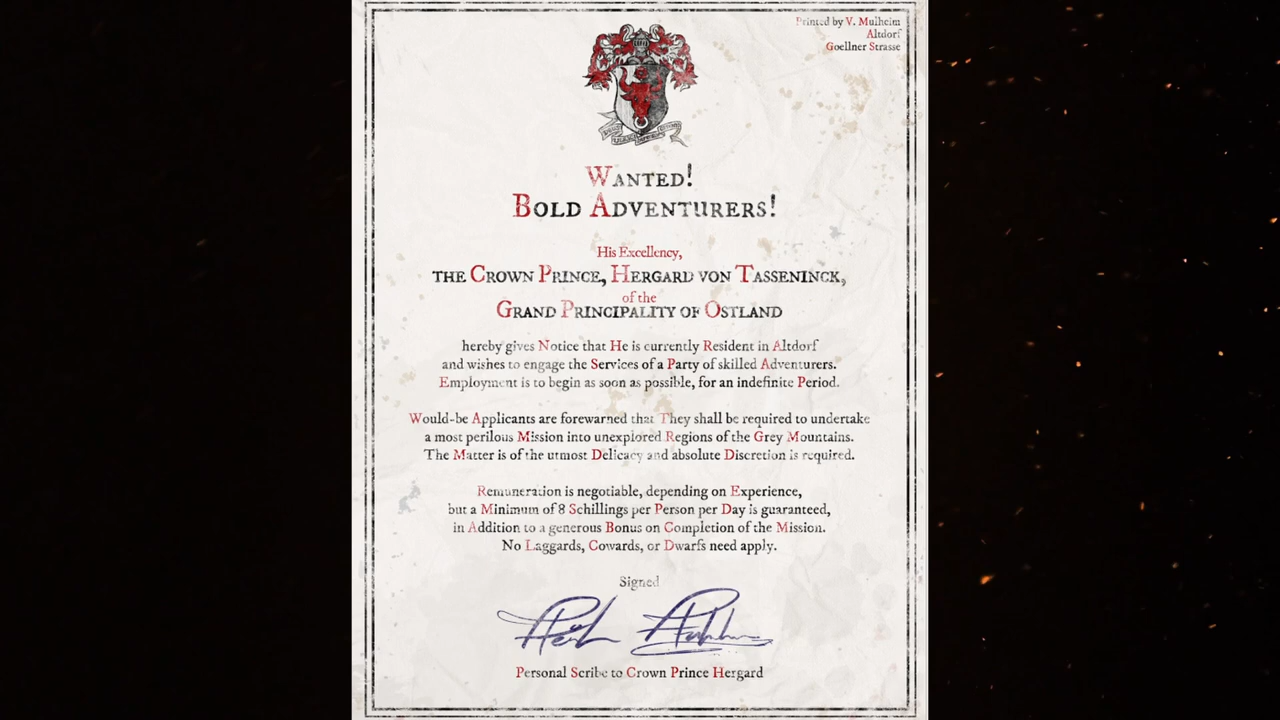 Printed by V. Mulheim
Altdorf
Goellner Strasse
Wanted!
Bold Adventurers!
His Excellency,
the Crown Prince, Hergard von Tasseninck,
of the
Grand Principality of Ostland
hereby gives Notice that He is currently Resident in Altdorf
and wishes to engage the Services of a Party of skilled Adventurers.
Employment is to begin as soon as possible, for an indefinite Period.
Would-be Applicants are forewarned that They shall be required to undertake
a most perilous Mission into unexplored Regions of the Grey Mountains.
The Matter is of the utmost Delicacy and absolute Discretion is required.
Remuneration is negotiable, depending on Experience,
but a Minimum of 8 Schillings per Person per Day is guaranteed,
in Addition to a generous Bonus on Completion of the Mission.
No Laggards, Cowards, or Dwarfs need apply.
Signed
Personal Scribe to Crown Prince Hergard